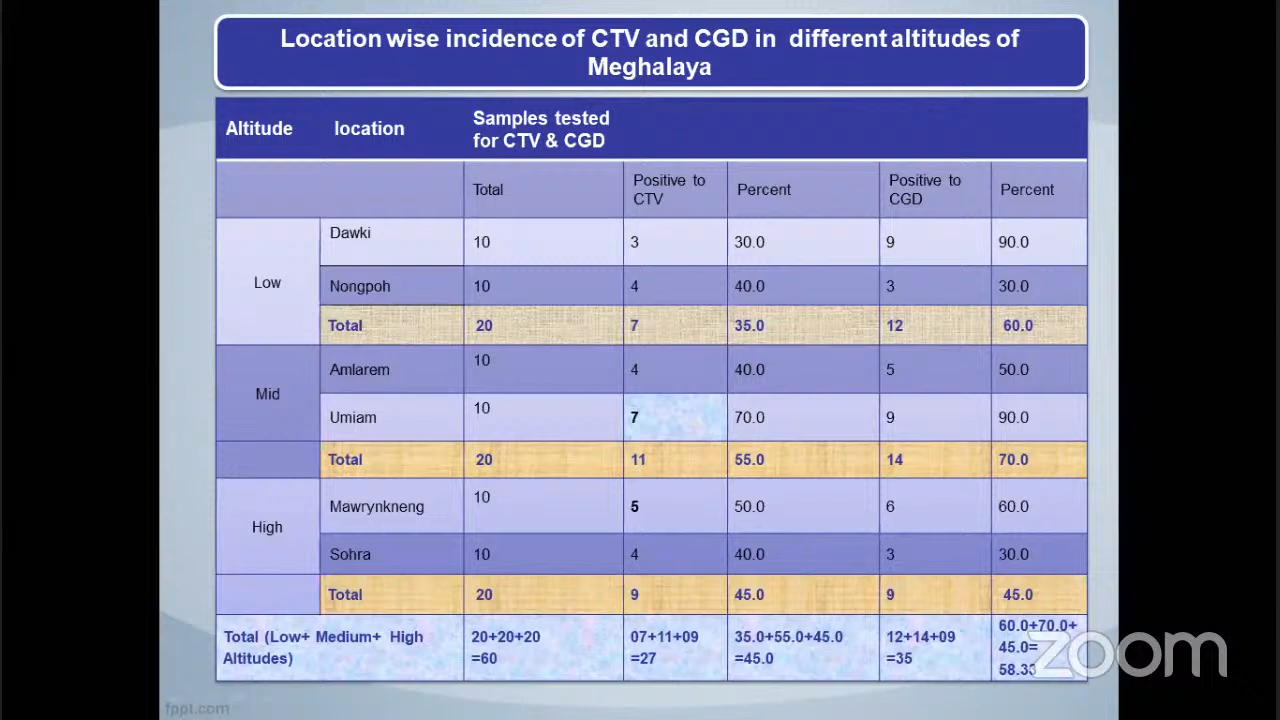 Location wise incidence of CTV and CGD in different altitudes of
Meghalaya
Altitude location Samples tested
for CTV & CGD
Total Positive to
CTV Percent Positive to
CGD Percent
Low Dawki 10 3 30.0 9 90.0
Nongpoh 10 4 40.0 3 30.0
Total 20 7 35.0 12 60.0
Mid Amlarem 10 4 40.0 5 50.0
Umiam 10 7 70.0 9 90.0
Total 20 11 55.0 14 70.0
High Mawrynkneng 10 5 50.0 6 60.0
Sohra 10 4 40.0 3 30.0
Total 20 9 45.0 9 45.0
Total (Low+ Medium+ High
Altitudes)
20+20+20
=60
07+11+09
=27
35.0+55.0+45.0
=45.0
12+14+09
=35
60.0+70.0+
45.0=
58.33
zoom
fppt.com